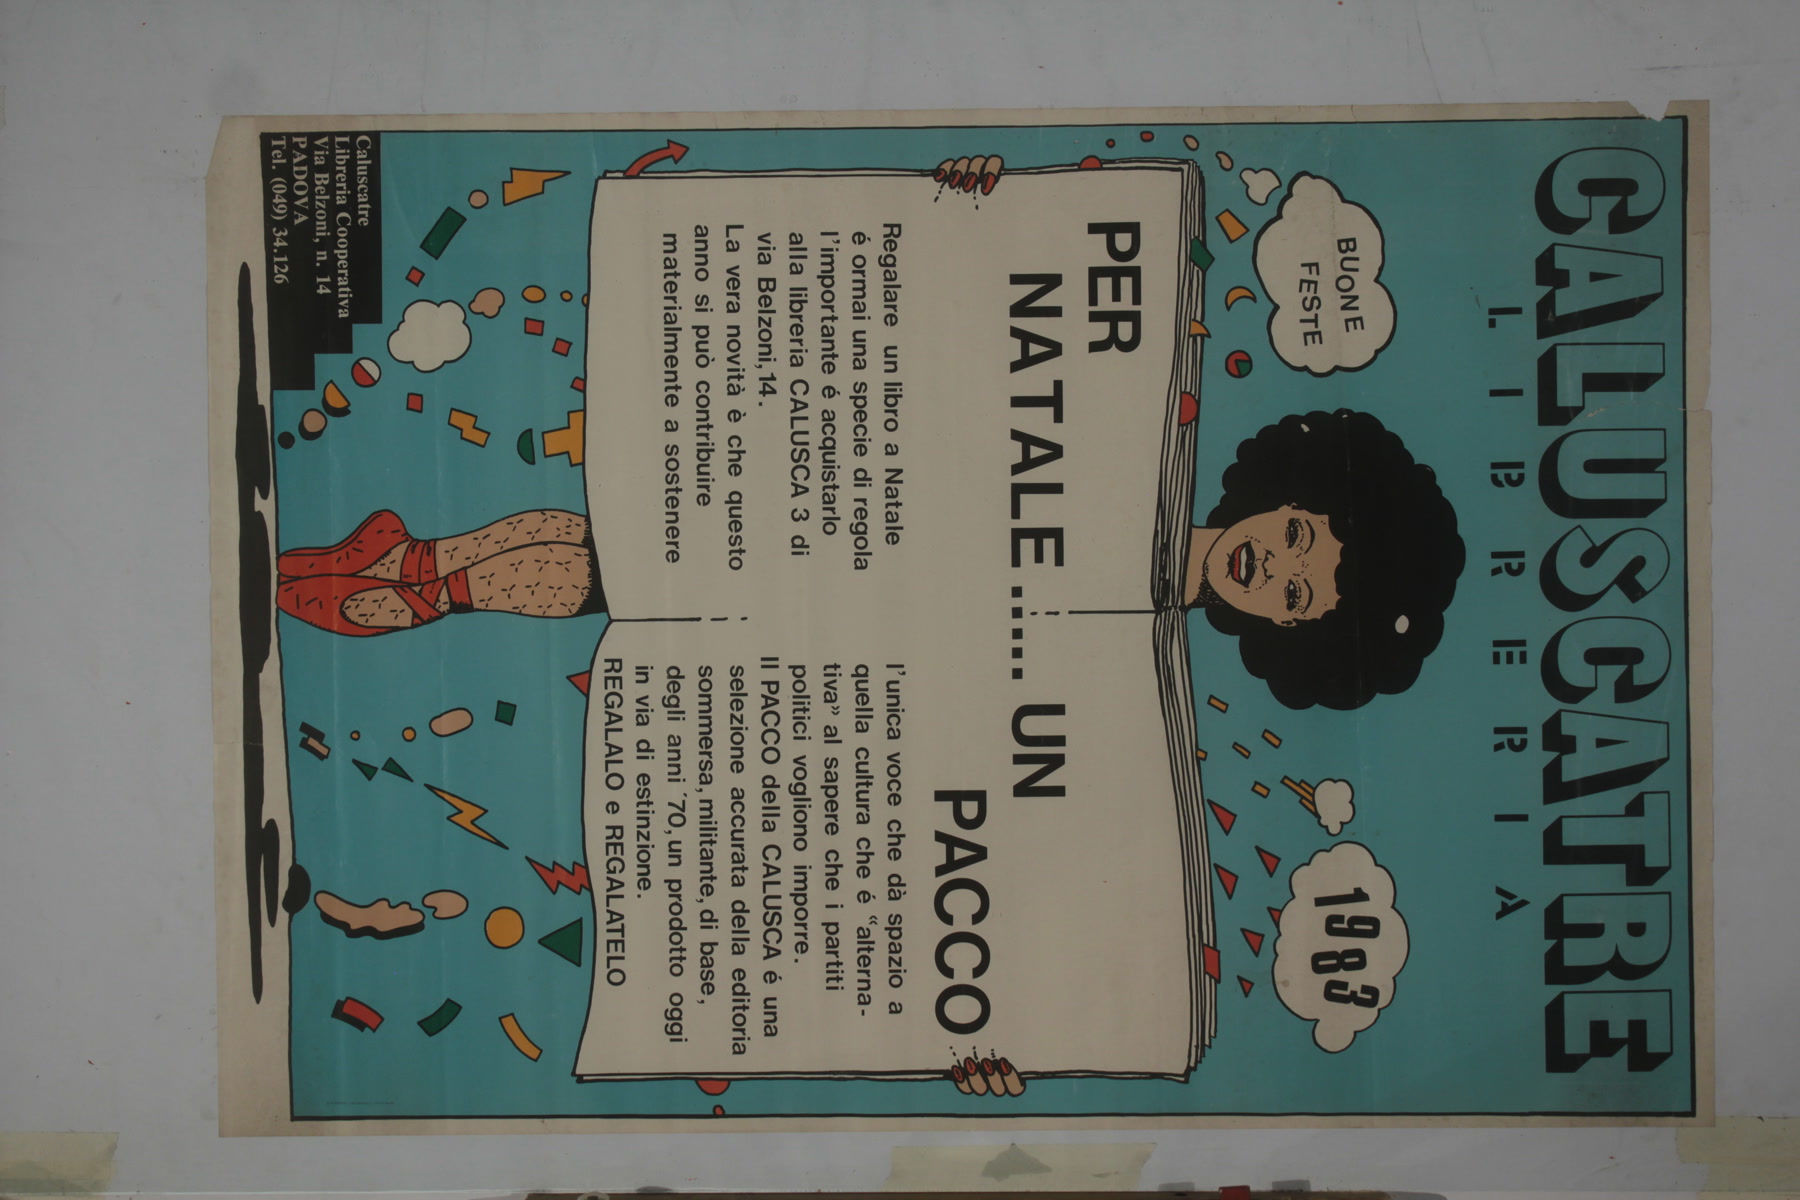 CALUSCATRE
LIBRERIA
BUONE
FESTE
1983
PER
NATALE..... UN
PACCO
Regalare un libro a Natale
é ormai una specie di regola
l'importante é acquistarlo
alla libreria CALUSCA 3 di
via Belzoni, 14.
La vera novità è che questo
anno si può contribuire
materialmente a sostenere
l'unica voce che dà spazio a
quella cultura che é “alterna-
tiva” al sapere che i partiti
politici vogliono imporre.
Il PACCO della CALUSCA é una
selezione accurata della editoria
sommersa, militante, di base,
degli anni '70, un prodotto oggi
in via di estinzione.
REGALALO e REGALATELO
Caluscatre
Libreria Cooperativa
Via Belzoni, n. 14
PADOVA
Tel. (049) 34.126